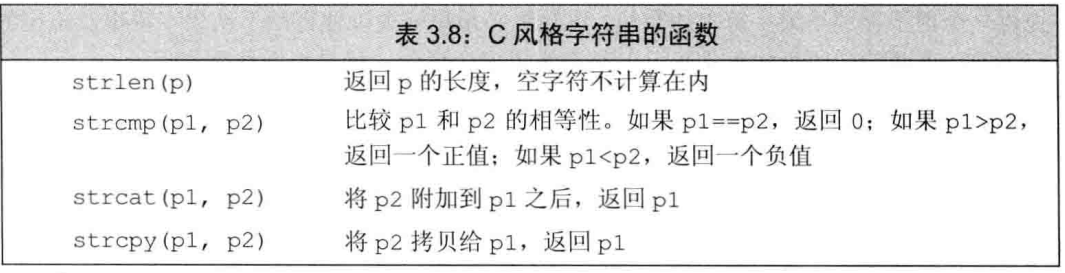 表 3.8：C 风格字符串的函数
strlen(p) 返回 p 的长度，空字符不计算在内
strcmp(p1, p2) 比较 p1 和 p2 的相等性。如果 p1==p2，返回 0；如果 p1>p2，
返回一个正值；如果 p1<p2，返回一个负值
strcat(p1, p2) 将 p2 附加到 p1 之后，返回 p1
strcpy(p1, p2) 将 p2 拷贝给 p1，返回 p1